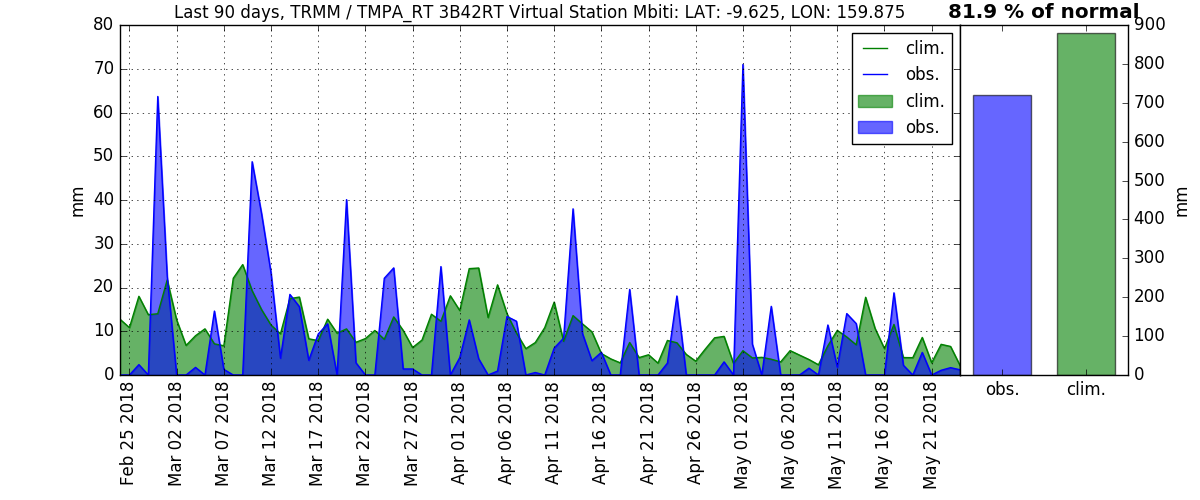 Last 90 days, TRMM / TMPA_RT 3B42RT Virtual Station Mbiti: LAT: -9.625, LON: 159.875
81.9 % of normal
80
70
60
50
40
30
20
10
0
mm
clim.
obs.
clim.
obs.
900
800
700
600
500
400
300
200
100
0
mm
obs.
clim.
Feb 25 2018
Mar 02 2018
Mar 07 2018
Mar 12 2018
Mar 17 2018
Mar 22 2018
Mar 27 2018
Apr 01 2018
Apr 06 2018
Apr 11 2018
Apr 16 2018
Apr 21 2018
Apr 26 2018
May 01 2018
May 06 2018
May 11 2018
May 16 2018
May 21 2018